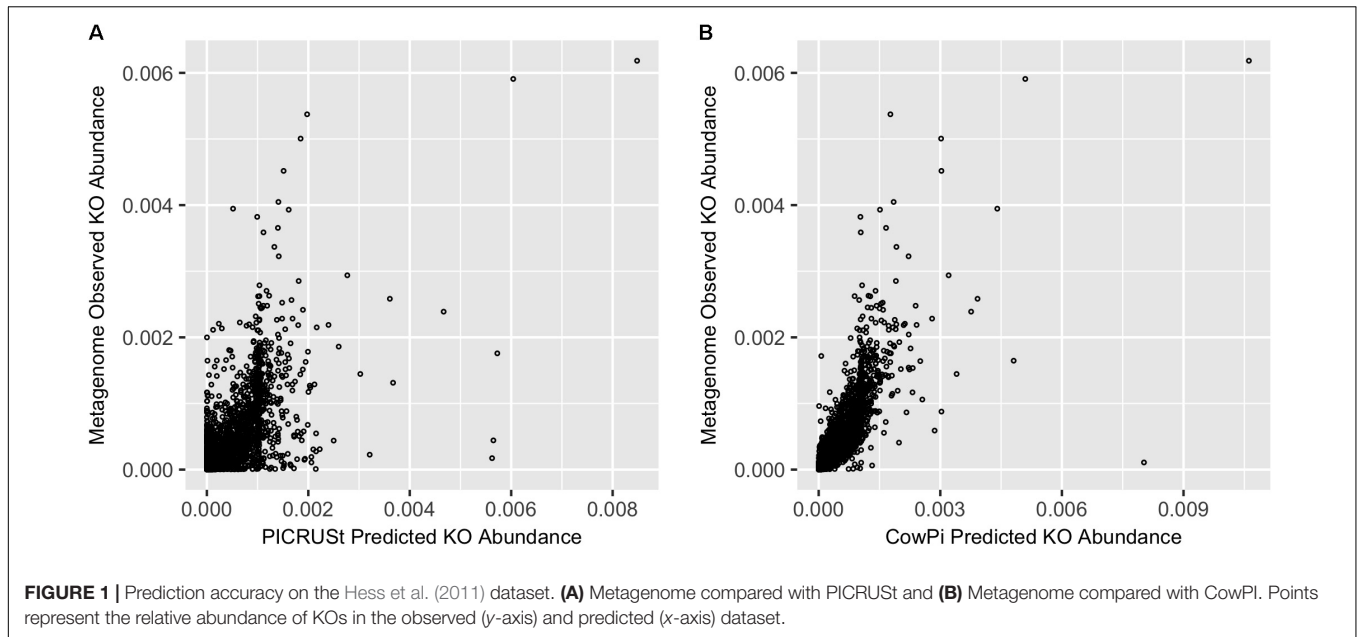 A
B
0.006
0.004
0.002
0.000
Metagenome Observed KO Abundance
0.000 0.002 0.004 0.006 0.008
PICRUSt Predicted KO Abundance
0.006
0.004
0.002
0.000
Metagenome Observed KO Abundance
0.000 0.003 0.006 0.009
CowPi Predicted KO Abundance
FIGURE 1 | Prediction accuracy on the Hess et al. (2011) dataset. (A) Metagenome compared with PICRUSt and (B) Metagenome compared with CowPI. Points
represent the relative abundance of KOs in the observed (y-axis) and predicted (x-axis) dataset.